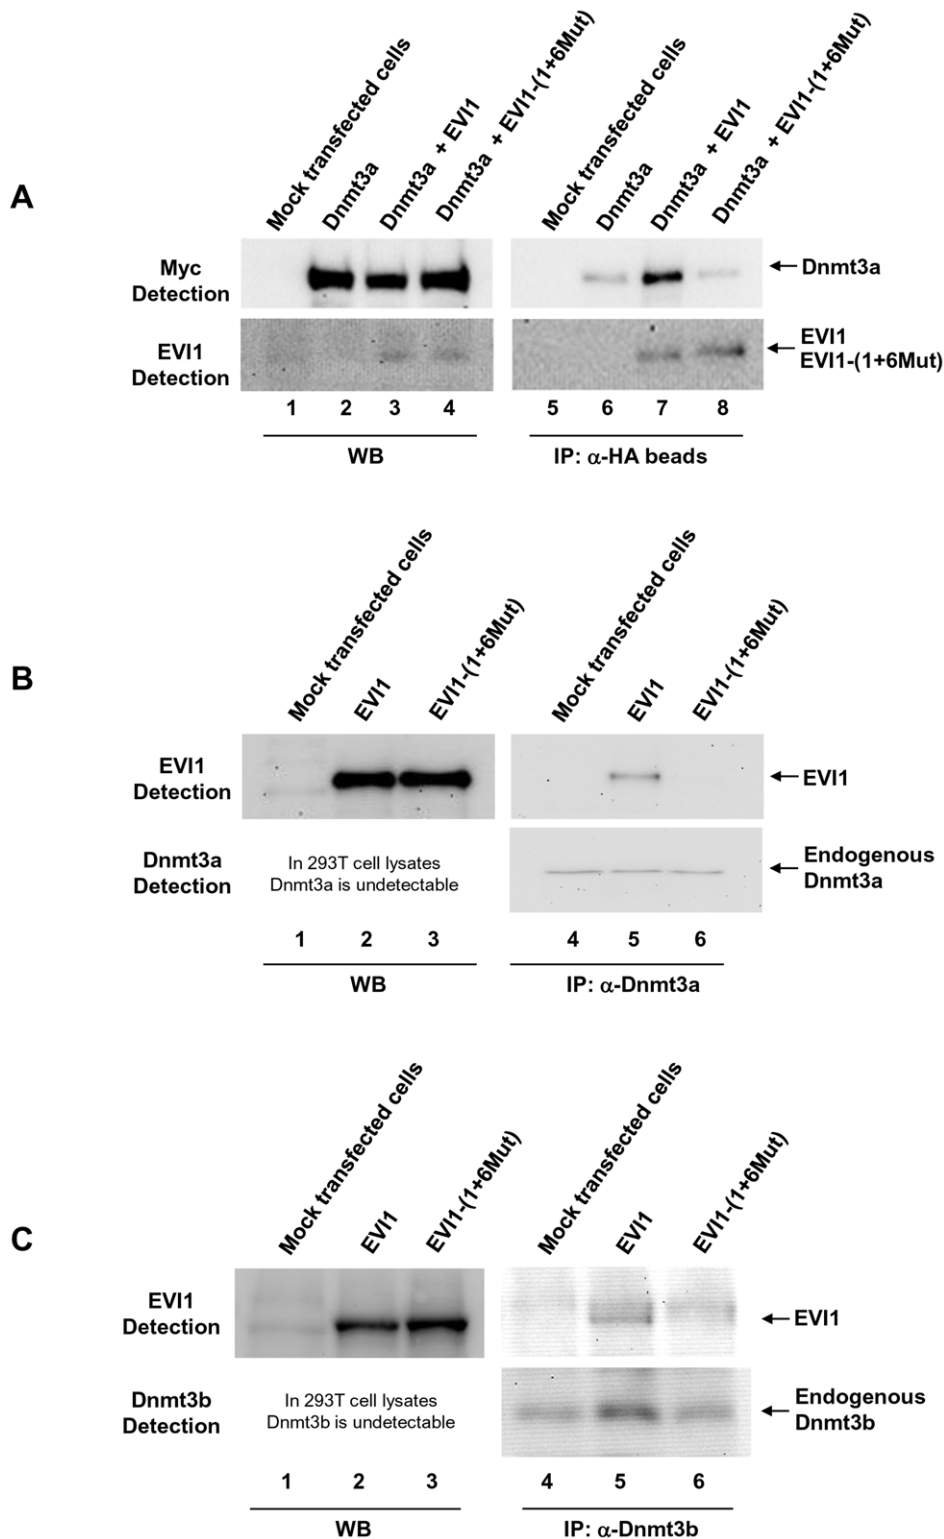 A
Mock transfected cells
Dnmt3a
Dnmt3a + EVI1
Dnmt3a + EVI1-(1+6Mut)
Mock transfected cells
Dnmt3a
Dnmt3a + EVI1
Dnmt3a + EVI1-(1+6Mut)
Myc
Detection
Dnmt3a
EVI1
Detection
EVI1
EVI1-(1+6Mut)
1 2 3 4 5 6 7 8
WB
IP: α-HA beads
B
Mock transfected cells
EVI1
EVI1-(1+6Mut)
Mock transfected cells
EVI1
EVI1-(1+6Mut)
EVI1
Detection
EVI1
Dnmt3a
Detection
In 293T cell lysates
Dnmt3a is undetectable
Endogenous
Dnmt3a
1 2 3 4 5 6
WB
IP: α-Dnmt3a
C
Mock transfected cells
EVI1
EVI1-(1+6Mut)
Mock transfected cells
EVI1
EVI1-(1+6Mut)
EVI1
Detection
EVI1
Dnmt3b
Detection
In 293T cell lysates
Dnmt3b is undetectable
Endogenous
Dnmt3b
1 2 3 4 5 6
WB
IP: α-Dnmt3b